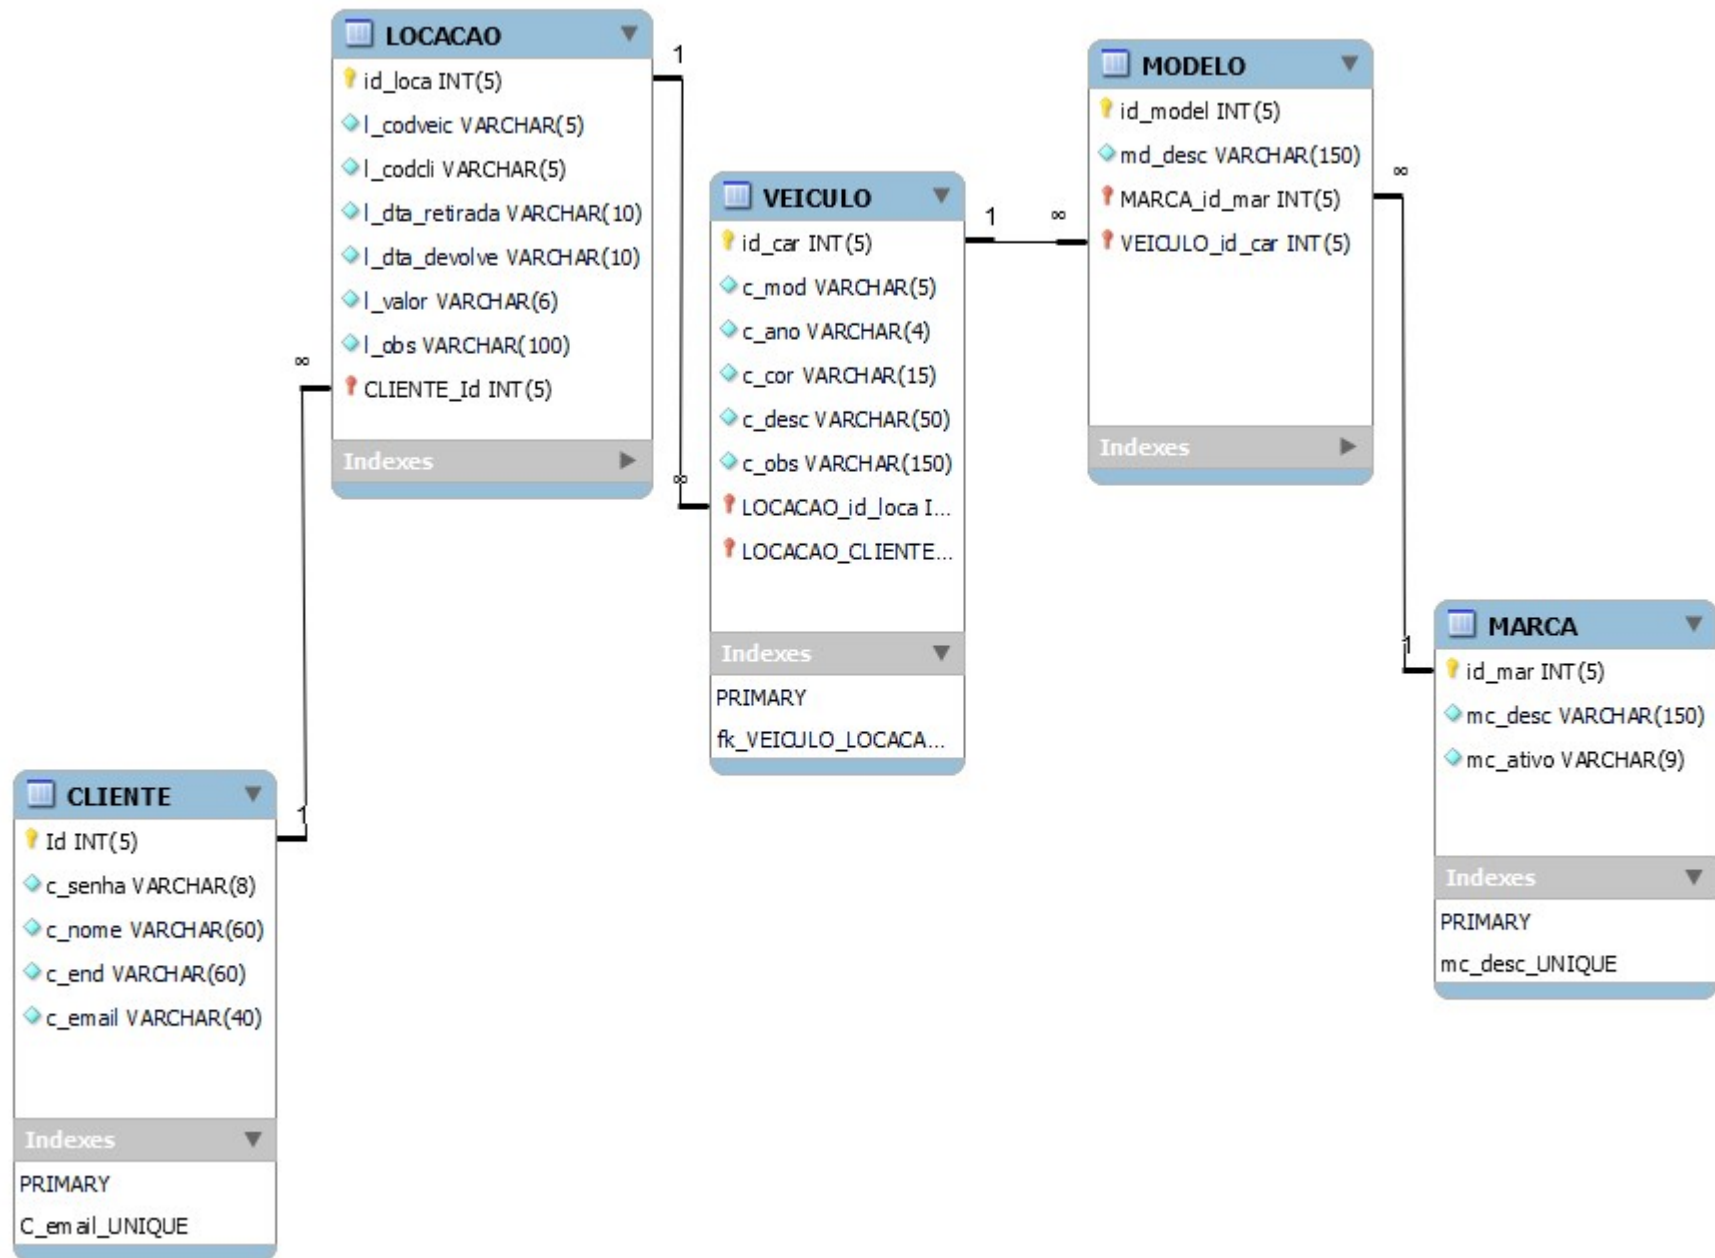 LOCACAO
id_loca INT(5)
l_codveic VARCHAR(5)
l_codcli VARCHAR(5)
l_dta_retirada VARCHAR(10)
l_dta_devolve VARCHAR(10)
l_valor VARCHAR(6)
l_obs VARCHAR(100)
CLIENTE_Id INT(5)
Indexes
1
∞
∞
1
CLIENTE
Id INT(5)
c_senha VARCHAR(8)
c_nome VARCHAR(60)
c_end VARCHAR(60)
c_email VARCHAR(40)
Indexes
PRIMARY
C_email_UNIQUE
VEICULO
id_car INT(5)
c_mod VARCHAR(5)
c_ano VARCHAR(4)
c_cor VARCHAR(15)
c_desc VARCHAR(50)
c_obs VARCHAR(150)
LOCACAO_id_loca I...
LOCACAO_CLIENTE...
Indexes
PRIMARY
fk_VEICULO_LOCACA...
1
∞
MODELO
id_model INT(5)
md_desc VARCHAR(150)
MARCA_id_mar INT(5)
VEICULO_id_car INT(5)
Indexes
∞
1
MARCA
id_mar INT(5)
mc_desc VARCHAR(150)
mc_ativo VARCHAR(9)
Indexes
PRIMARY
mc_desc_UNIQUE